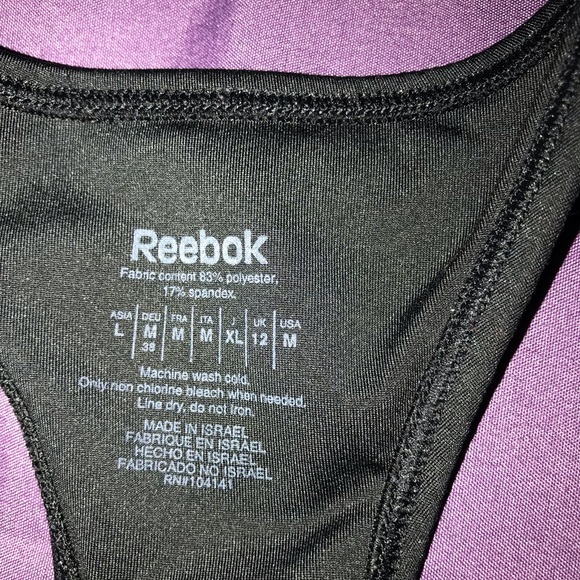 Reebok
Fabric content 83% polyester,
17% spandex.
ASIA DEU FRA ITA J UK USA
L M M M XL 12 M
38
Machine wash cold.
Only non chlorine bleach when needed.
Line dry, do not iron.
MADE IN ISRAEL
FABRIQUE EN ISRAEL
HECHO EN ISRAEL
FABRICADO NO ISRAEL
RN#104141